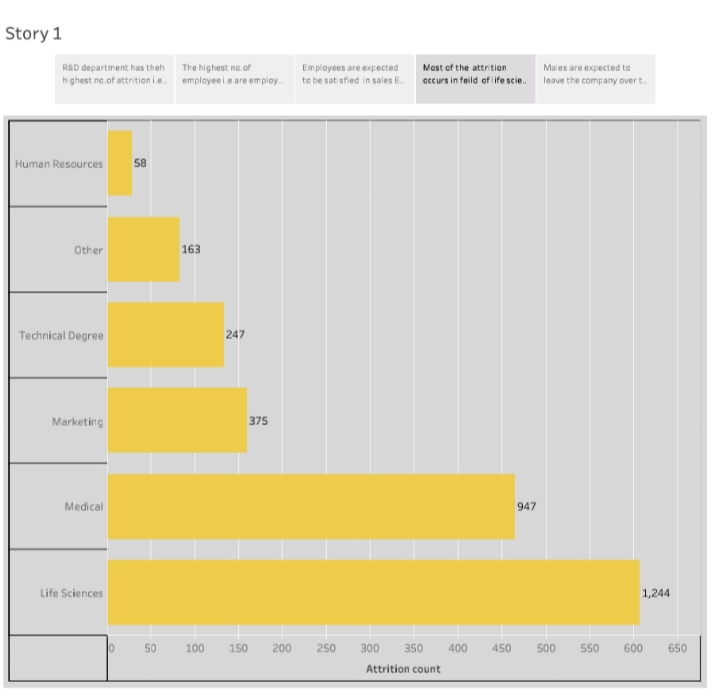 Story 1
R&D department has theh
highest no.of attrition i.e..
The highest no.of
employee i.e are employ..
Employees are expected
to be satisfied in sales E..
Most of the attrition
occurs in feild of life scie..
Males are expected to
leave the company over t..
Human Resources 58
Other 163
Technical Degree 247
Marketing 375
Medical 947
Life Sciences 1,244
0 50 100 150 200 250 300 350 400 450 500 550 600 650
Attrition count